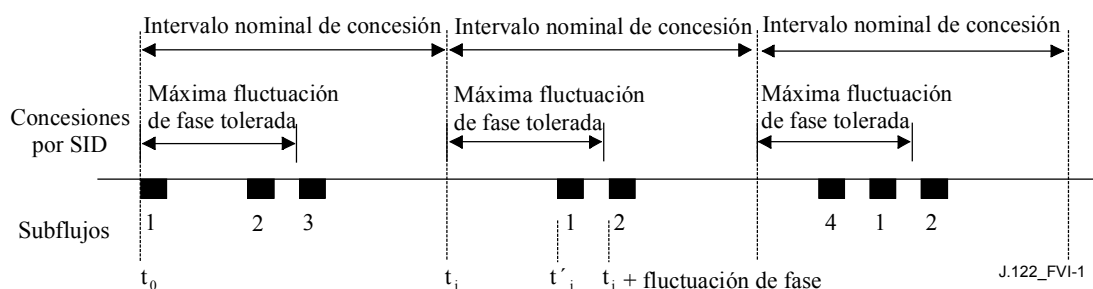 Intervalo nominal de concesión Intervalo nominal de concesión Intervalo nominal de concesión
Máxima fluctuación de fase tolerada
Máxima fluctuación de fase tolerada
Máxima fluctuación de fase tolerada
Concesiones por SID
1 2 3 1 2 4 1 2
Subflujos
t0 ti t´i ti + fluctuación de fase
J.122_FVI-1